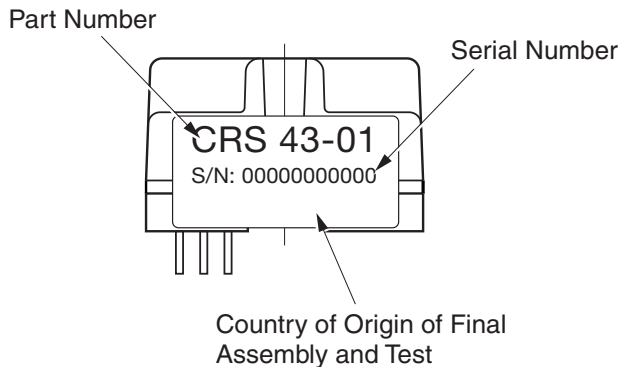 Part Number
Serial Number
CRS 43-01
S/N: 00000000000
Country of Origin of Final
Assembly and Test